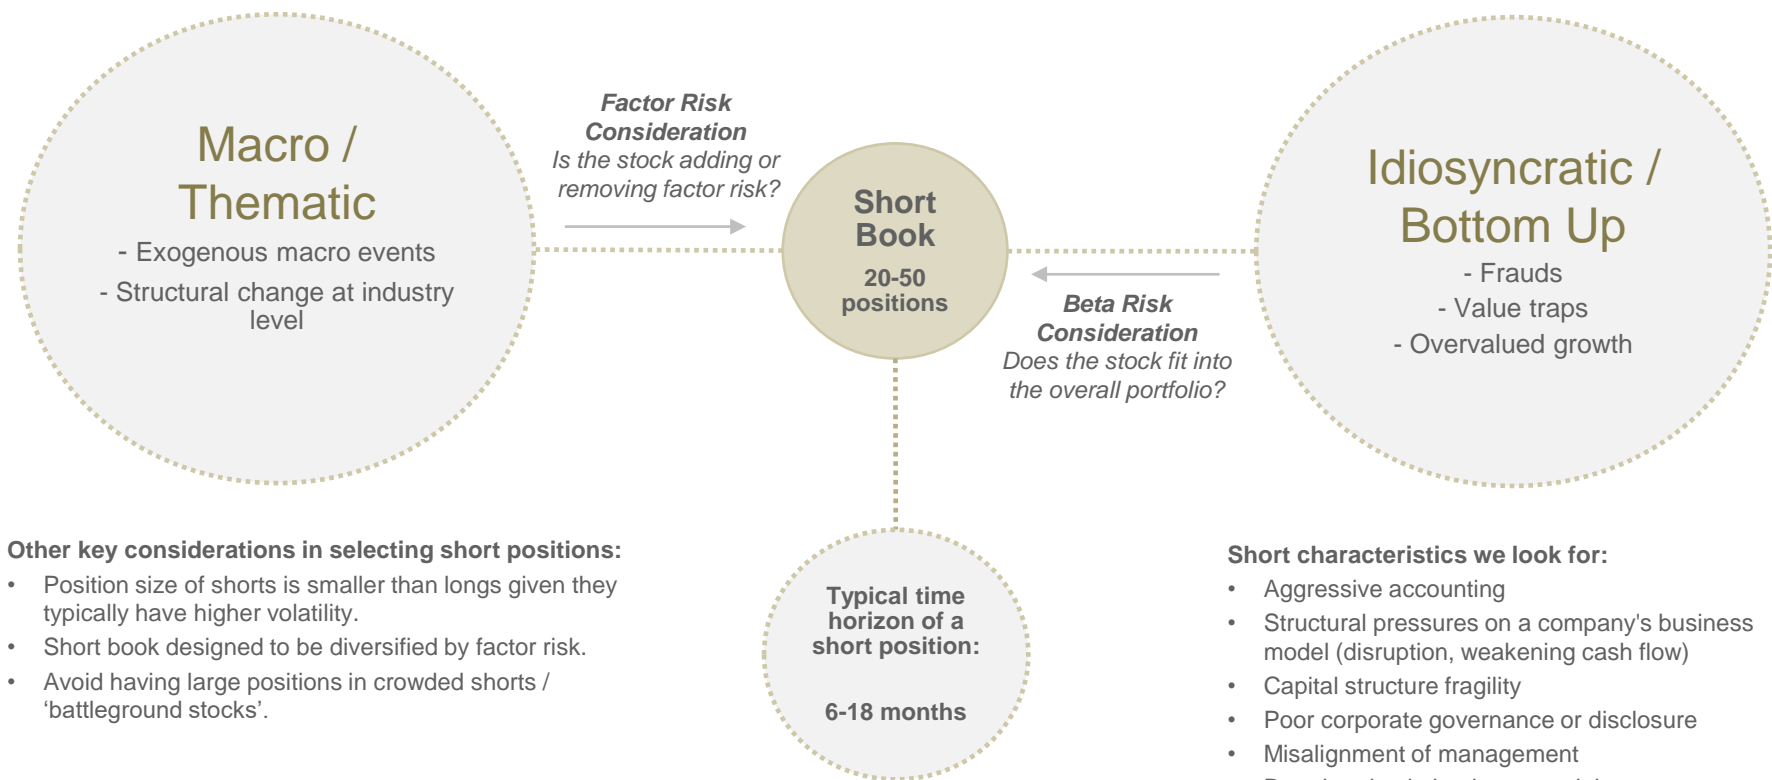 Macro /
Thematic
- Exogenous macro events
- Structural change at industry
level
Factor Risk
Consideration
Is the stock adding or
removing factor risk?
Short
Book
20-50
positions
Beta Risk
Consideration
Does the stock fit into
the overall portfolio?
Idiosyncratic /
Bottom Up
- Frauds
- Value traps
- Overvalued growth
Other key considerations in selecting short positions:
• Position size of shorts is smaller than longs given they
typically have higher volatility.
• Short book designed to be diversified by factor risk.
• Avoid having large positions in crowded shorts /
‘battleground stocks’.
Typical time
horizon of a
short position:
6-18 months
Short characteristics we look for:
• Aggressive accounting
• Structural pressures on a company's business
model (disruption, weakening cash flow)
• Capital structure fragility
• Poor corporate governance or disclosure
• Misalignment of management